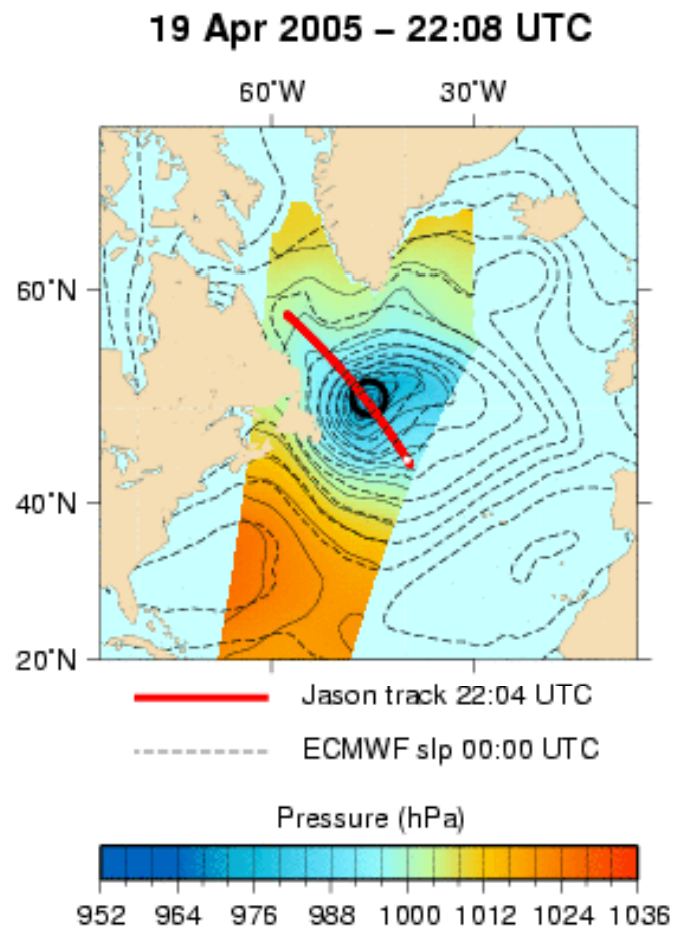 19 Apr 2005 – 22:08 UTC
60˚W 30˚W
60˚N
40˚N
20˚N
Jason track 22:04 UTC
ECMWF slp 00:00 UTC
Pressure (hPa)
952 964 976 988 1000 1012 1024 1036